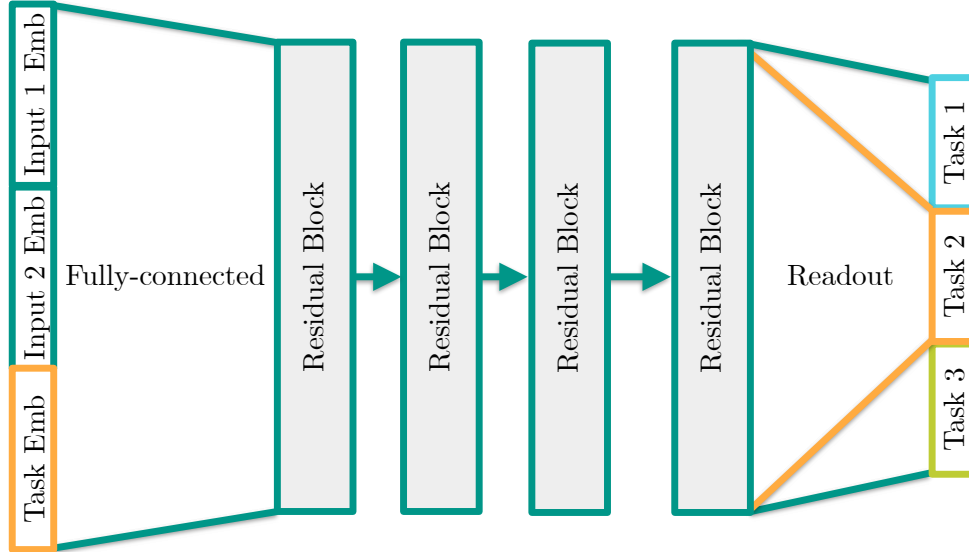 Input 1 Emb
Input 2 Emb
Task Emb
Fully-connected
Residual Block
Residual Block
Residual Block
Residual Block
Readout
Task 1
Task 2
Task 3